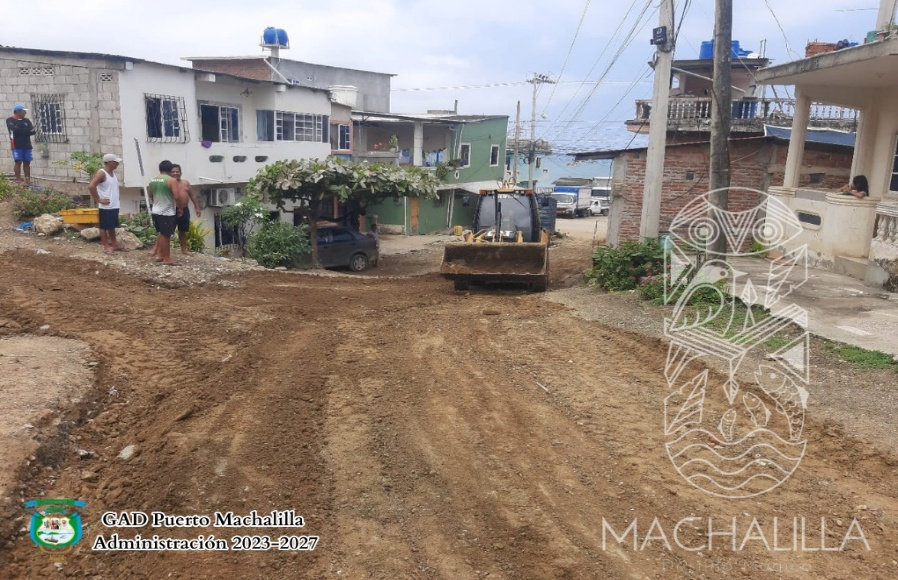 GAD Puerto Machalilla
Administración 2023-2027
MACHALILLA